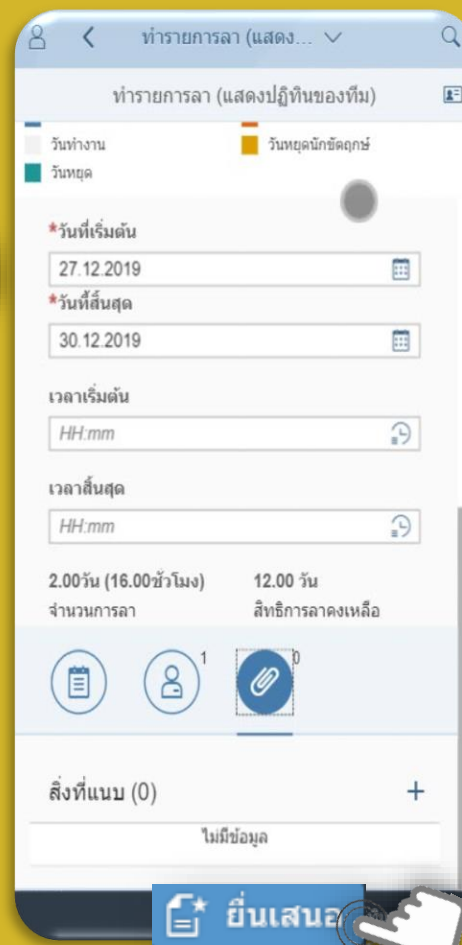 ทำรายการลา (แสดง...
ทำรายการลา (แสดงปฏิทินของทีม)
วันทำงาน วันหยุดนักขัตฤกษ์
วันหยุด
*วันที่เริ่มต้น
27.12.2019
*วันที่สิ้นสุด
30.12.2019
เวลาเริ่มต้น
HH:mm
เวลาสิ้นสุด
HH:mm
2.00วัน (16.00ชั่วโมง) 12.00 วัน
จำนวนการลา สิทธิการลาคงเหลือ
1 0
สิ่งที่แนบ (0) +
ไม่มีข้อมูล
ยื่นเสนอ